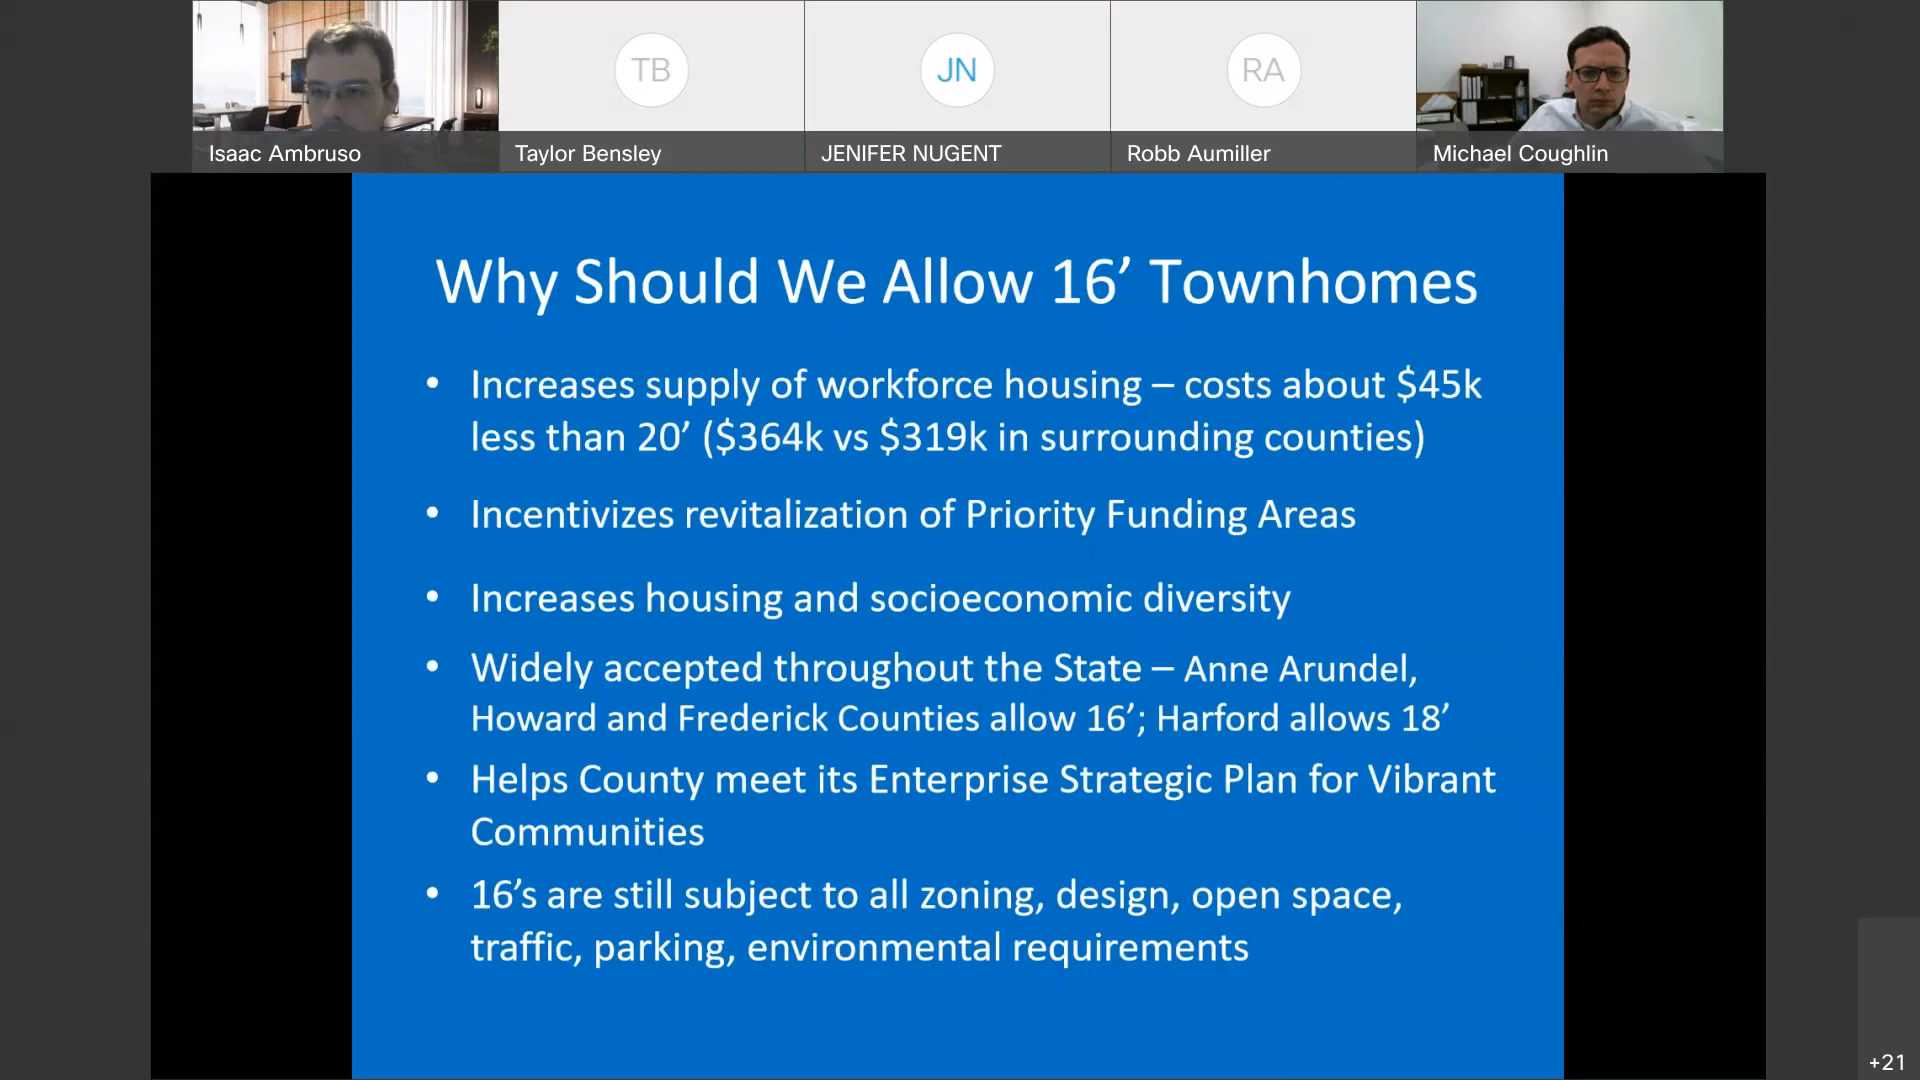 TB
JN
RA
Isaac Ambruso
Taylor Bensley
JENIFER NUGENT
Robb Aumiller
Michael Coughlin
Why Should We Allow 16’ Townhomes
• Increases supply of workforce housing – costs about $45k
less than 20’ ($364k vs $319k in surrounding counties)
• Incentivizes revitalization of Priority Funding Areas
• Increases housing and socioeconomic diversity
• Widely accepted throughout the State – Anne Arundel,
Howard and Frederick Counties allow 16’; Harford allows 18’
• Helps County meet its Enterprise Strategic Plan for Vibrant
Communities
• 16’s are still subject to all zoning, design, open space,
traffic, parking, environmental requirements
+21